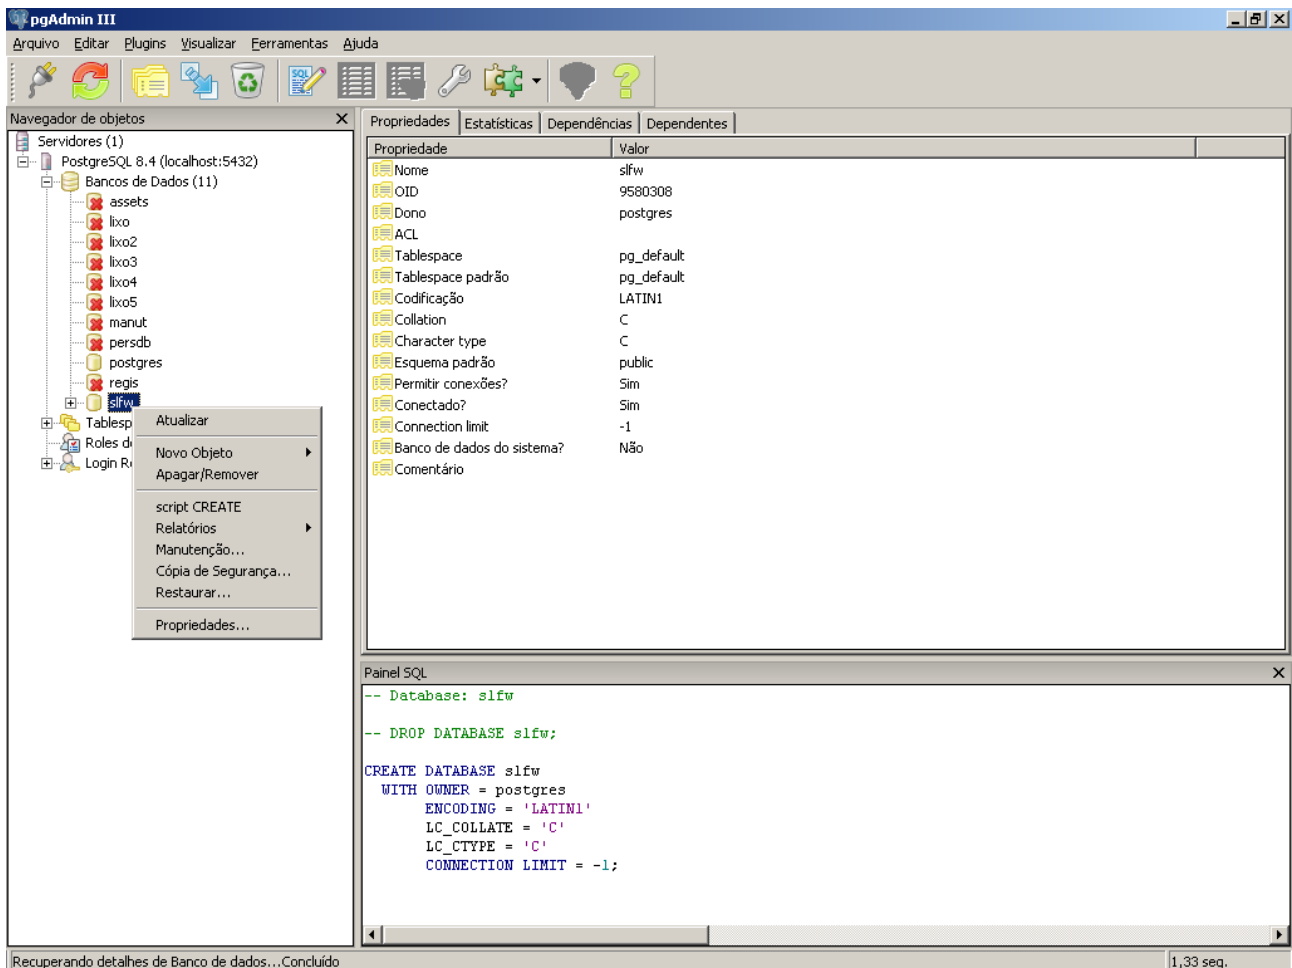 pgAdmin III
Arquivo Editar Plugins Visualizar Ferramentas Ajuda
SQL
Navegador de objetos
Servidores (1)
PostgreSQL 8.4 (localhost:5432)
Bancos de Dados (11)
assets
lixo
lixo2
lixo3
lixo4
lixo5
manut
persdb
postgres
regis
slfw
Tablesp
Roles de
Login Ro
Atualizar
Novo Objeto
Apagar/Remover
script CREATE
Relatórios
Manutenção...
Cópia de Segurança...
Restaurar...
Propriedades...
Propriedades Estatísticas Dependências Dependentes
Propriedade Valor
Nome slfw
OID 9580308
Dono postgres
ACL
Tablespace pg_default
Tablespace padrão pg_default
Codificação LATIN1
Collation C
Character type C
Esquema padrão public
Permitir conexões? Sim
Conectado? Sim
Connection limit -1
Banco de dados do sistema? Não
Comentário
Painel SQL
-- Database: slfw
-- DROP DATABASE slfw;
CREATE DATABASE slfw
WITH OWNER = postgres
ENCODING = 'LATIN1'
LC_COLLATE = 'C'
LC_CTYPE = 'C'
CONNECTION LIMIT = -1;
Recuperando detalhes de Banco de dados...Concluído
1,33 seg.